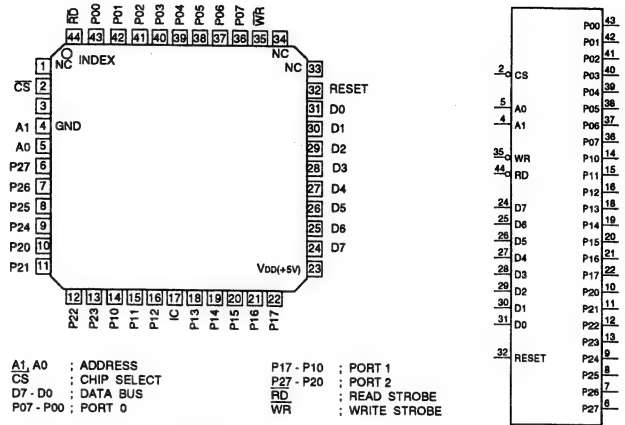 RD P00 P01 P02 P03 P04 P05 P06 P07 WR
44 43 42 41 40 39 38 37 36 35 34
INDEX
NC
NC
NC
1
CS 2
3
A1 4 GND
A0 5
P27 6
P26 7
P25 8
P24 9
P20 10
P21 11
33
32 RESET
31 D0
30 D1
29 D2
28 D3
27 D4
26 D5
25 D6
24 D7
VDD(+5V) 23
12 13 14 15 16 17 18 19 20 21 22
P22 P23 P10 P11 P12 IC P13 P14 P15 P16 P17
A1, A0 ; ADDRESS
CS ; CHIP SELECT
D7 - D0 ; DATA BUS
P07 - P00 ; PORT 0
P17 - P10 ; PORT 1
P27 - P20 ; PORT 2
RD ; READ STROBE
WR ; WRITE STROBE
2 CS
5 A0
4 A1
35 WR
44 RD
24 D7
25 D6
26 D5
27 D4
28 D3
29 D2
30 D1
31 D0
32 RESET
P00 43
P01 42
P02 41
P03 40
P04 39
P05 38
P06 37
P07 36
P10 14
P11 15
P12 16
P13 18
P14 19
P15 20
P16 21
P17 22
P20 10
P21 11
P22 12
P23 13
P24 9
P25 8
P26 7
P27 6